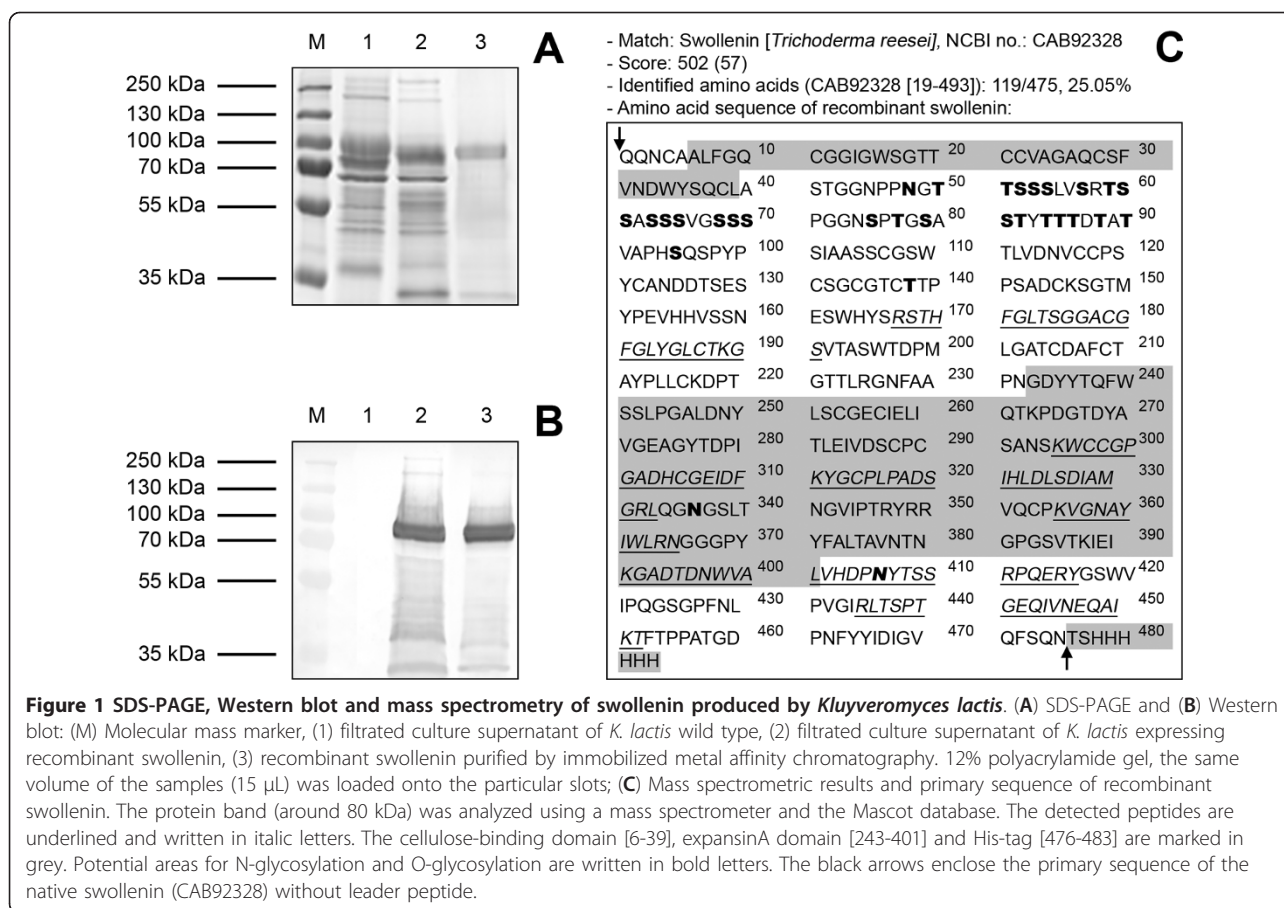 M 1 2 3 A
250 kDa
130 kDa
100 kDa
70 kDa
55 kDa
35 kDa
M 1 2 3 B
250 kDa
130 kDa
100 kDa
70 kDa
55 kDa
35 kDa
- Match: Swollenin [Trichoderma reesei], NCBI no.: CAB92328 C
- Score: 502 (57)
- Identified amino acids (CAB92328 [19-493]): 119/475, 25.05%
- Amino acid sequence of recombinant swollenin:
QQNCAALFGQ 10 CGGIGWSGTT 20 CCVAGAQCSF 30
VNDWYSQCLA 40 STGGNPPNGT 50 TSSSLVSRTS 60
SASSSVGSSS 70 PGGNSPTGSA 80 STYTTTDTAT 90
VAPHSQSPYP 100 SIAASSCGSW 110 TLVDNVCCPS 120
YCANDDTSES 130 CSGCGTCTTP 140 PSADCKSGTM 150
YPEVHHVSSN 160 ESWHYSRSTH 170 FGLTSGGACG 180
FGLYGLCTKG 190 SVTASWTDPM 200 LGATCDAFCT 210
AYPLLCKDPT 220 GTTLRGNFAA 230 PNGDYYTQFW 240
SSLPGALDNY 250 LSCGECIELI 260 QTKPDGTDYA 270
VGEAGYTDPI 280 TLEIVDSCPC 290 SANSKWCCGP 300
GADHCGEIDF 310 KYGCPLPADS 320 IHLDLSDIAM 330
GRLQGNGSLT 340 NGVIPTRYRR 350 VQCPKVGNAY 360
IWLRNGGGPY 370 YFALTAVNTN 380 GPGSVTKIEI 390
KGADTDNWVA 400 LVHDPNYTSS 410 RPQERYGSWV 420
IPQGSGPFNL 430 PVGIRLTSPT 440 GEQIVNEQAI 450
KTFTPPATGD 460 PNFYYIDIGV 470 QFSQNTSHHH 480
HHH
Figure 1 SDS-PAGE, Western blot and mass spectrometry of swollenin produced by Kluyveromyces lactis. (A) SDS-PAGE and (B) Western
blot: (M) Molecular mass marker, (1) filtrated culture supernatant of K. lactis wild type, (2) filtrated culture supernatant of K. lactis expressing
recombinant swollenin, (3) recombinant swollenin purified by immobilized metal affinity chromatography. 12% polyacrylamide gel, the same
volume of the samples (15 μL) was loaded onto the particular slots; (C) Mass spectrometric results and primary sequence of recombinant
swollenin. The protein band (around 80 kDa) was analyzed using a mass spectrometer and the Mascot database. The detected peptides are
underlined and written in italic letters. The cellulose-binding domain [6-39], expansinA domain [243-401] and His-tag [476-483] are marked in
grey. Potential areas for N-glycosylation and O-glycosylation are written in bold letters. The black arrows enclose the primary sequence of the
native swollenin (CAB92328) without leader peptide.